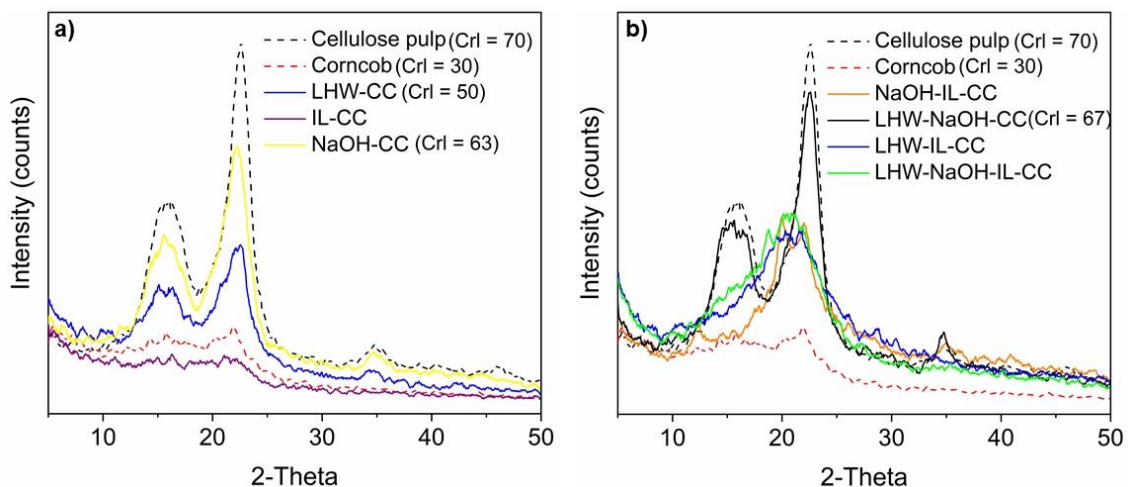 a)
Cellulose pulp (CrI = 70)
Corncob (CrI = 30)
LHW-CC (CrI = 50)
IL-CC
NaOH-CC (CrI = 63)
Intensity (counts)
10 20 30 40 50
2-Theta
b)
Cellulose pulp (CrI = 70)
Corncob (CrI = 30)
NaOH-IL-CC
LHW-NaOH-CC(CrI = 67)
LHW-IL-CC
LHW-NaOH-IL-CC
Intensity (counts)
10 20 30 40 50
2-Theta